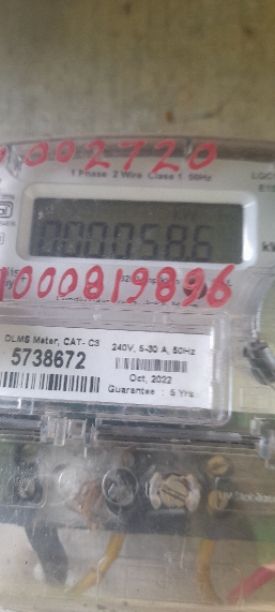 002720
1 Phase 2 Wire Class 1 50Hz
0000586
1000819896
DLMS Meter, CAT- C3
5738672
240V, 5-30 A, 50Hz
Oct, 2022
Guarantee : 5 Yrs